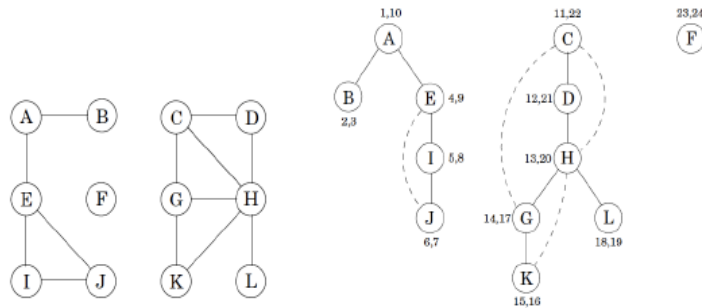 1,10
11,22
23,24
A
C
F
B
E
4,9
12,21
D
2,3
A
B
C
D
I
5,8
13,20
H
E
F
G
H
J
14,17
G
L
6,7
18,19
I
J
K
L
K
15,16